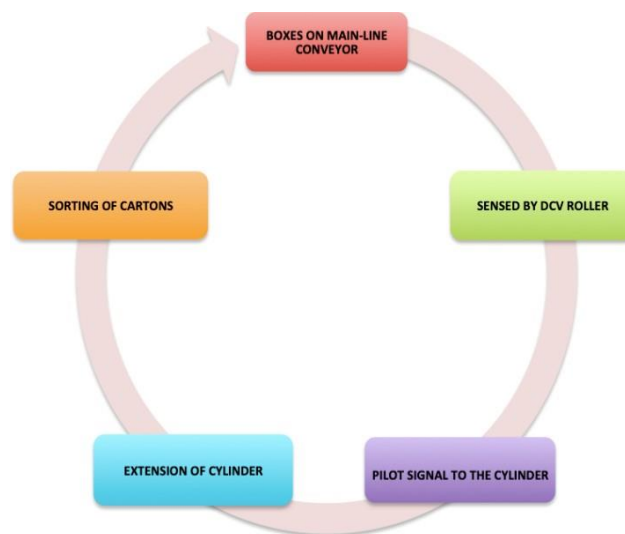 BOXES ON MAIN-LINE
CONVEYOR
SENSED BY DCV ROLLER
PILOT SIGNAL TO THE CYLINDER
EXTENSION OF CYLINDER
SORTING OF CARTONS